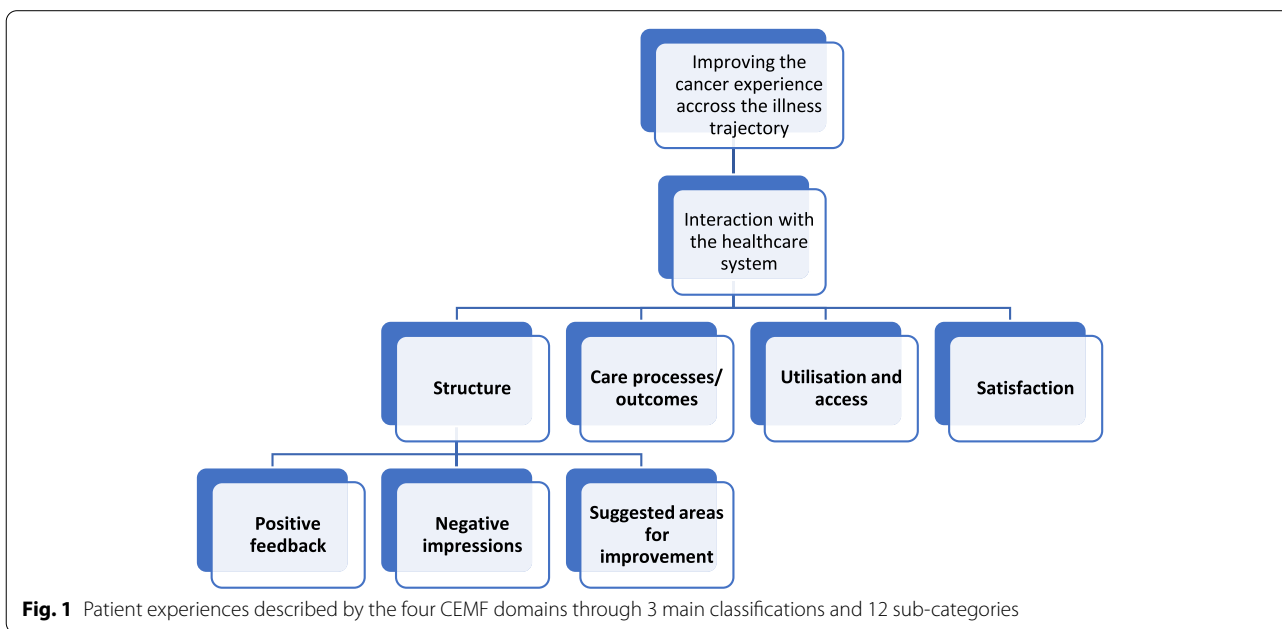 Improving the
cancer experience
accross the illness
trajectory
Interaction with
the healthcare
system
Structure
Care processes/
outcomes
Utilisation and
access
Satisfaction
Positive
feedback
Negative
impressions
Suggested areas
for
improvement
Fig. 1 Patient experiences described by the four CEMF domains through 3 main classifications and 12 sub-categories